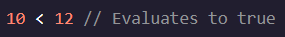 10 < 12 // Evaluates to true